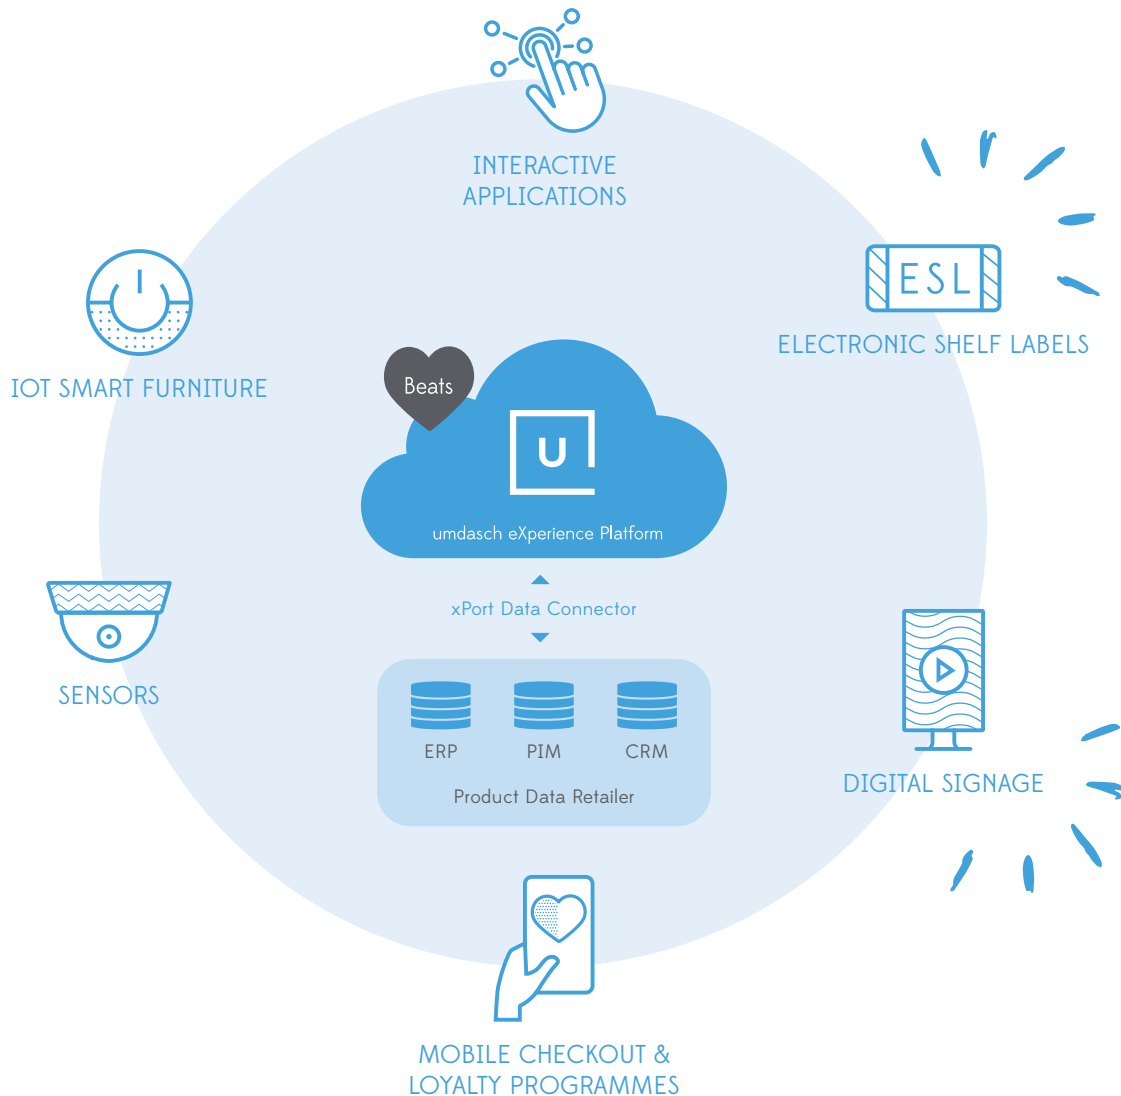 INTERACTIVE
APPLICATIONS
ESL
ELECTRONIC SHELF LABELS
IOT SMART FURNITURE
Beats
U
umdasch eXperience Platform
xPort Data Connector
SENSORS
ERP PIM CRM
Product Data Retailer
DIGITAL SIGNAGE
MOBILE CHECKOUT &
LOYALTY PROGRAMMES